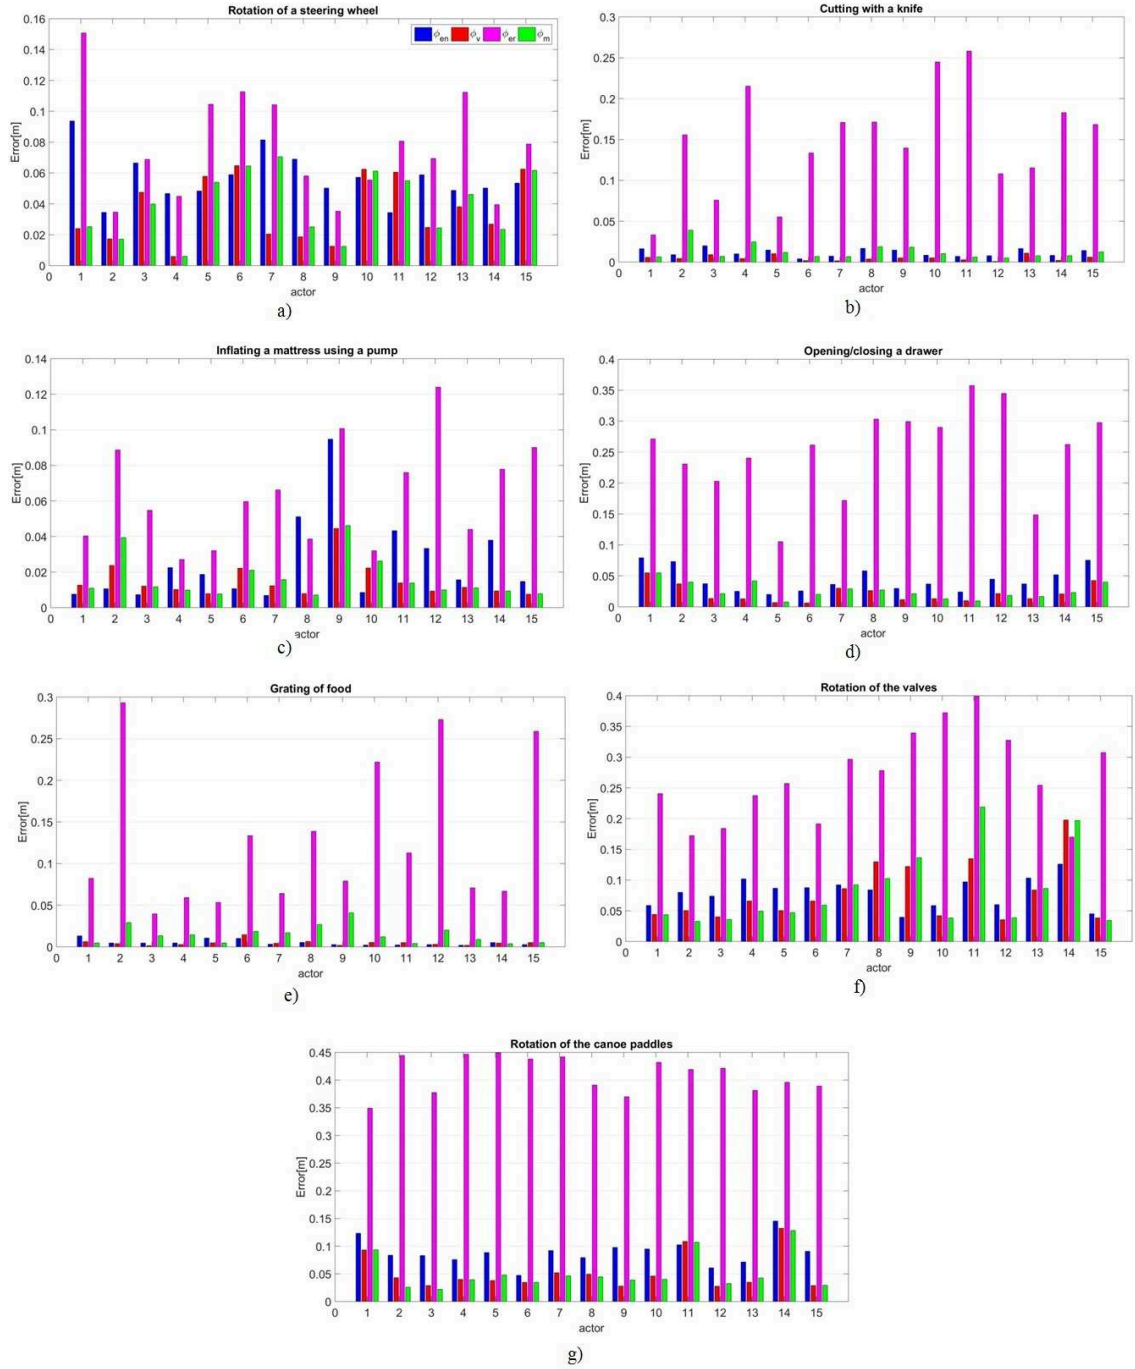 Rotation of a steering wheel
0.16
0.14
0.12
0.1
0.08
0.06
0.04
0.02
0
Error[m]
ϕen ϕv ϕer ϕm
0 1 2 3 4 5 6 7 8 9 10 11 12 13 14 15
actor
a)
Cutting with a knife
0.3
0.25
0.2
0.15
0.1
0.05
0
Error[m]
0 1 2 3 4 5 6 7 8 9 10 11 12 13 14 15
actor
b)
Inflating a mattress using a pump
0.14
0.12
0.1
0.08
0.06
0.04
0.02
0
Error[m]
0 1 2 3 4 5 6 7 8 9 10 11 12 13 14 15
actor
c)
Opening/closing a drawer
0.4
0.35
0.3
0.25
0.2
0.15
0.1
0.05
0
Error[m]
0 1 2 3 4 5 6 7 8 9 10 11 12 13 14 15
actor
d)
Grating of food
0.3
0.25
0.2
0.15
0.1
0.05
0
Error[m]
0 1 2 3 4 5 6 7 8 9 10 11 12 13 14 15
actor
e)
Rotation of the valves
0.4
0.35
0.3
0.25
0.2
0.15
0.1
0.05
0
Error[m]
0 1 2 3 4 5 6 7 8 9 10 11 12 13 14 15
actor
f)
Rotation of the canoe paddles
0.45
0.4
0.35
0.3
0.25
0.2
0.15
0.1
0.05
0
Error[m]
0 1 2 3 4 5 6 7 8 9 10 11 12 13 14 15
actor
g)